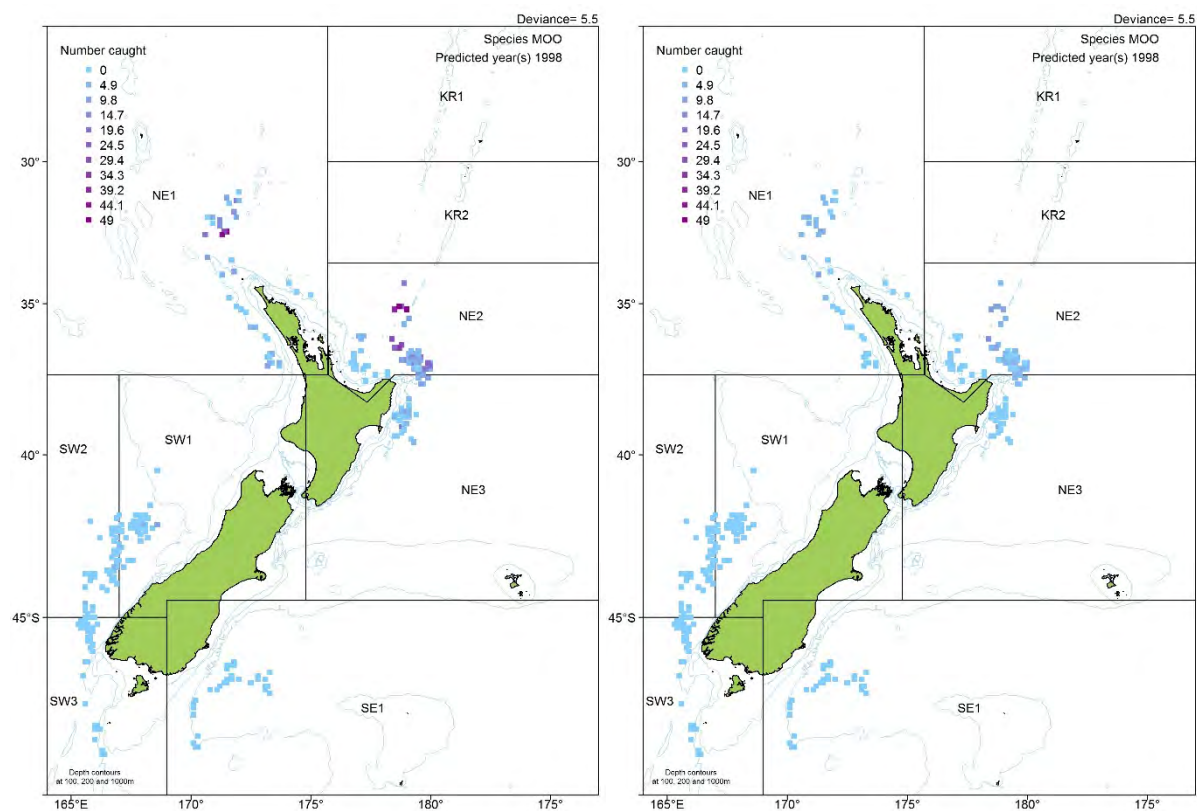 Deviance= 5.5
Species MOO
Predicted year(s) 1998
Number caught
0
4.9
9.8
14.7
19.6
24.5
29.4
34.3
39.2
44.1
49
KR1
30°
NE1
KR2
35°
NE2
SW2
SW1
40°
NE3
45°S
SW3
SE1
Depth contours
at 100, 200 and 1000m
165°E
170°
175°
180°
175°
Deviance= 5.5
Species MOO
Predicted year(s) 1998
Number caught
0
4.9
9.8
14.7
19.6
24.5
29.4
34.3
39.2
44.1
49
KR1
30°
NE1
KR2
35°
NE2
SW2
SW1
40°
NE3
45°S
SW3
SE1
Depth contours
at 100, 200 and 1000m
165°E
170°
175°
180°
175°